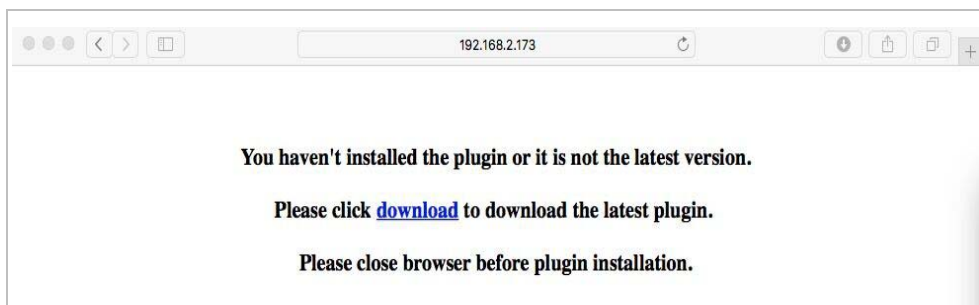 192.168.2.173
You haven't installed the plugin or it is not the latest version.
Please click download to download the latest plugin.
Please close browser before plugin installation.